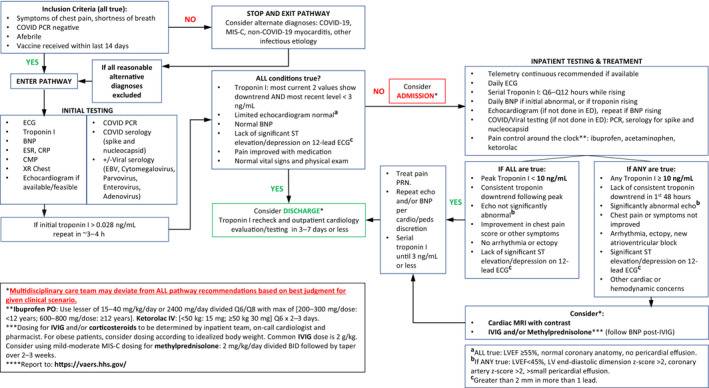 Inclusion Criteria (all true):
• Symptoms of chest pain, shortness of breath
• COVID PCR negative
• Afebrile
• Vaccine received within last 14 days
NO
STOP AND EXIT PATHWAY
Consider alternate diagnoses: COVID-19,
MIS-C, non-COVID-19 myocarditis, other
infectious etiology
YES
ENTER PATHWAY
If all reasonable
alternative
diagnoses
excluded
INITIAL TESTING
• ECG
• Troponin I
• BNP
• ESR, CRP
• CMP
• XR Chest
• Echocardiogram if
available/feasible
• COVID PCR
• COVID serology
(spike and
nucleocapsid)
• +/-Viral serology
(EBV, Cytomegalovirus,
Parvovirus,
Enterovirus,
Adenovirus)
If initial troponin I > 0.028 ng/mL
repeat in ~3–4 h
ALL conditions true?
• Troponin I: most current 2 values show
downtrend AND most recent level < 3
ng/mL
• Limited echocardiogram normal a
• Normal BNP
• Lack of significant ST
elevation/depression on 12-lead ECG c
• Pain improved with medication
• Normal vital signs and physical exam
NO
Consider
ADMISSION*
YES
Consider DISCHARGE*
Troponin I recheck and outpatient cardiology
evaluation/testing in 3–7 days or less
INPATIENT TESTING & TREATMENT
• Telemetry continuous recommended if available
• Daily ECG
• Serial Troponin I: Q6–Q12 hours while rising
• Daily BNP if initial abnormal, or if troponin rising
• Echocardiogram (if not done in ED), repeat if BNP rising
• COVID/Viral testing (if not done in ED): PCR, serology for spike and
nucleocapsid
• Pain control around the clock**: ibuprofen, acetaminophen,
ketorolac
• Treat pain
PRN.
• Repeat echo
and/or BNP
per
cardio/peds
discretion
• Serial
troponin I
until 3 ng/mL
or less
YES
If ALL are true:
• Peak Troponin I < 10 ng/mL
• Consistent troponin
downtrend following peak
• Echo not significantly
abnormal b
• Improvement in chest
pain score or other symptoms
• No arrhythmia or ectopy
• Lack of significant ST
elevation/depression on 12-
lead ECG c
If ANY are true:
• Any Troponin I ≥ 10 ng/mL
• Lack of consistent troponin
downtrend in 1st 48 hours
• Significantly abnormal echo b
• Chest pain or symptoms not
improved
• Arrhythmia, ectopy, new
atrioventricular block
• Significant ST
elevation/depression on 12-
lead ECG c
• Other cardiac or
hemodynamic concerns
Consider*:
• Cardiac MRI with contrast
• IVIG and/or Methylprednisolone*** (follow BNP post-IVIG)
*Multidisciplinary care team may deviate from ALL pathway recommendations based on best judgment for
given clinical scenario.
**Ibuprofen PO: Use lesser of 15–40 mg/kg/day or 2400 mg/day divided Q6/Q8 with max of [200–300 mg/dose:
<12 years; 600–800 mg/dose: ≥12 years]. Ketorolac IV: [<50 kg: 15 mg; ≥50 kg 30 mg] Q6 x 2–3 days.
***Dosing for IVIG and/or corticosteroids to be determined by inpatient team, on-call cardiologist and
pharmacist. For obese patients, consider dosing according to idealized body weight. Common IVIG dose is 2 g/kg.
Consider using mild-moderate MIS-C dosing for methylprednisolone: 2 mg/kg/day divided BID followed by taper
over 2–3 weeks.
****Report to: https://vaers.hhs.gov/
a ALL true: LVEF ≥55%, normal coronary anatomy, no pericardial effusion.
b If ANY true: LVEF<45%, LV end-diastolic dimension z-score >2, coronary
artery z-score >2, >small pericardial effusion.
c Greater than 2 mm in more than 1 lead.